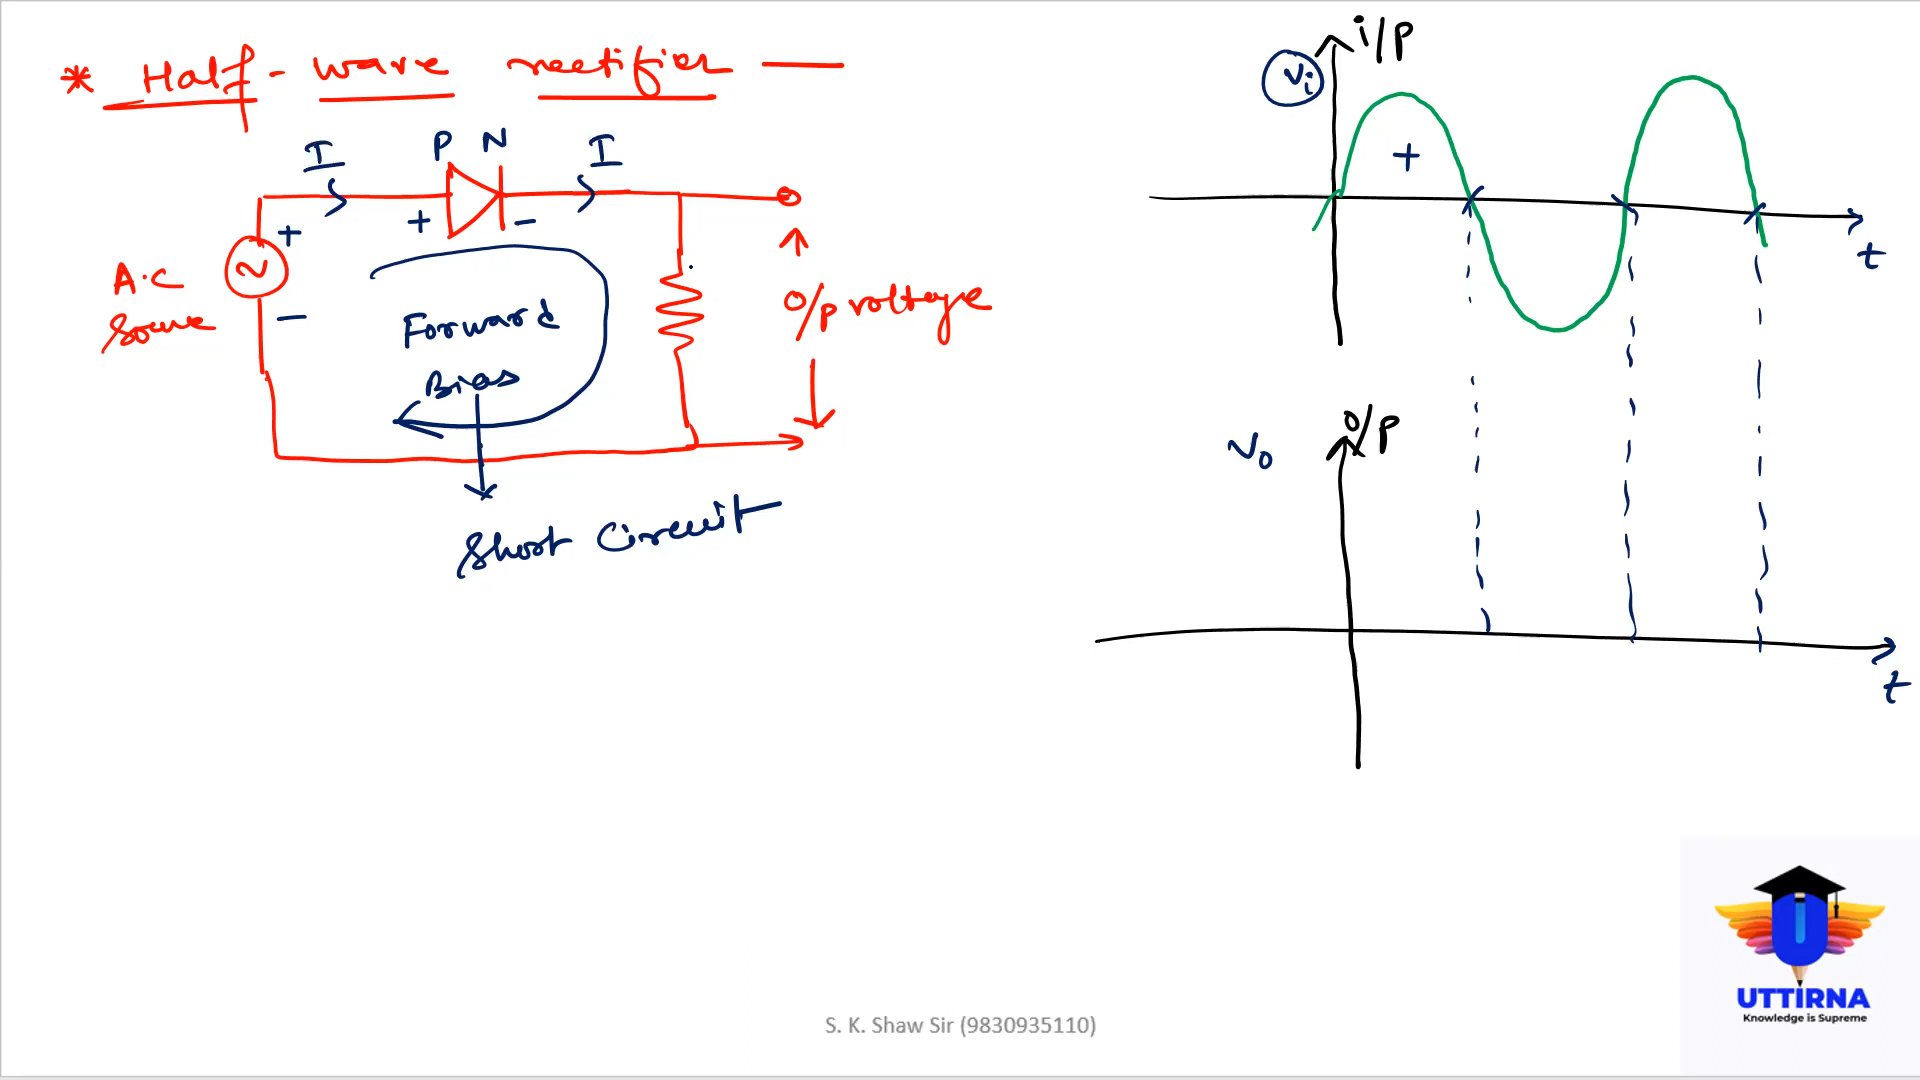 * Half-wave rectifier —
I
P N
I
+
+ -
A.C
Source
-
Forward
Bias
O/p voltage
Short Circuit
i/p
Vi
+
t
O/p
Vo
t
UTTIRNA
Knowledge is Supreme
S. K. Shaw Sir (9830935110)